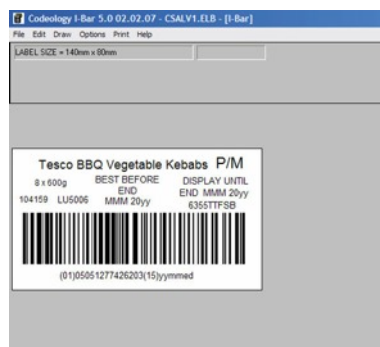 Codeology I-Bar 5.0 02.02.07 - CSALV1.ELB - [I-Bar]
File Edit Draw Options Print Help
LABEL SIZE = 140mm x 80mm
Tesco BBQ Vegetable Kebabs P/M
8 x 600g BEST BEFORE DISPLAY UNTIL
END END MMM 20yy
104159 LU5006 MMM 20yy 6355TTFSB
(01)05051277426203(15)yymmed